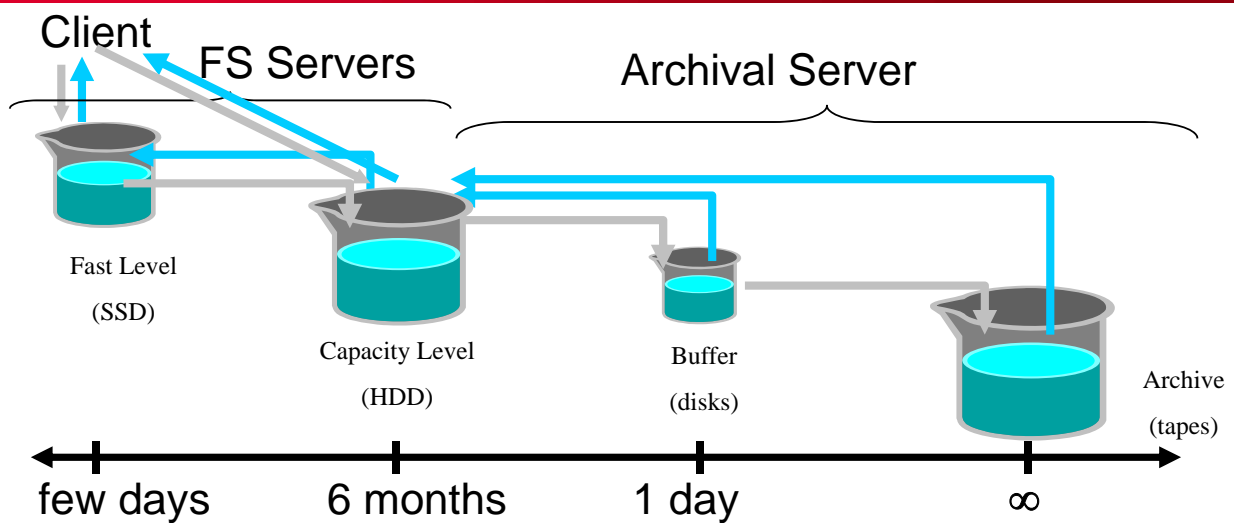 Client
FS Servers
Archival Server
Fast Level
(SSD)
Capacity Level
(HDD)
Buffer
(disks)
Archive
(tapes)
few days
6 months
1 day
∞